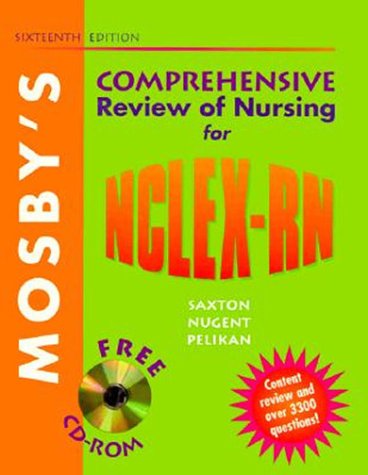 SIXTEENTH EDITION
MOSBY'S
COMPREHENSIVE
Review of Nursing
for
NCLEX-RN
SAXTON
NUGENT
PELIKAN
FREE
CD-ROM
Content
review and
over 3300
questions!